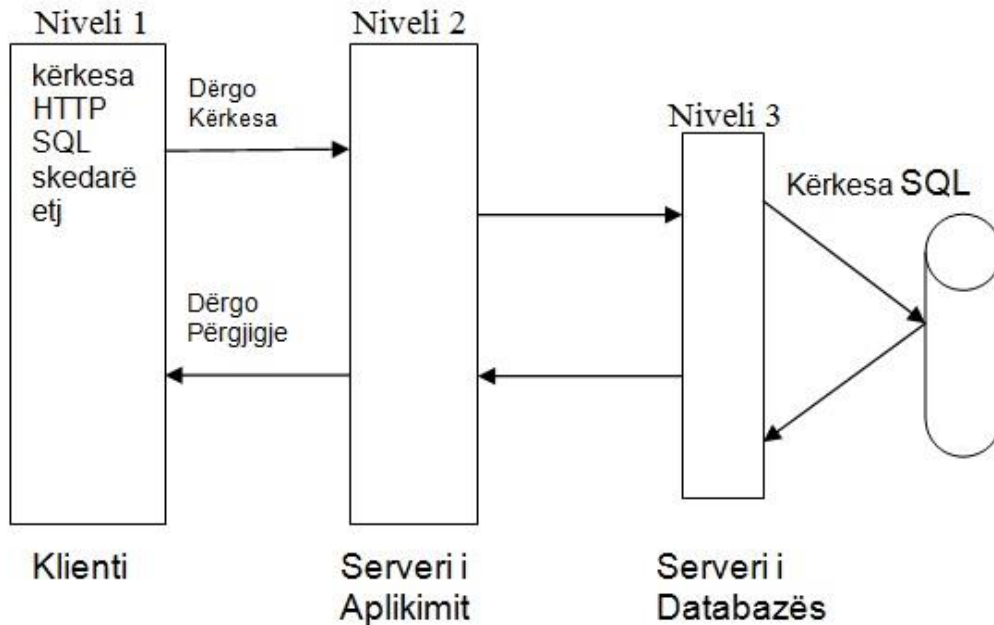 Niveli 1
Niveli 2
kërkesa
HTTP
SQL
skedarë
etj
Dërgo
Kërkesa
Niveli 3
Kërkesa SQL
Dërgo
Përgjigje
Klienti
Serveri i
Aplikimit
Serveri i
Databazës